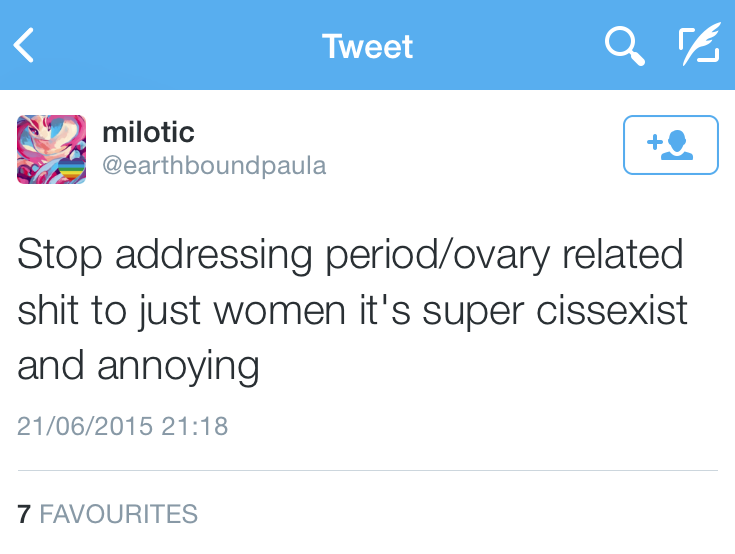 Tweet
milotic
@earthboundpaula
Stop addressing period/ovary related
shit to just women it's super cissexist
and annoying
21/06/2015 21:18
7 FAVOURITES